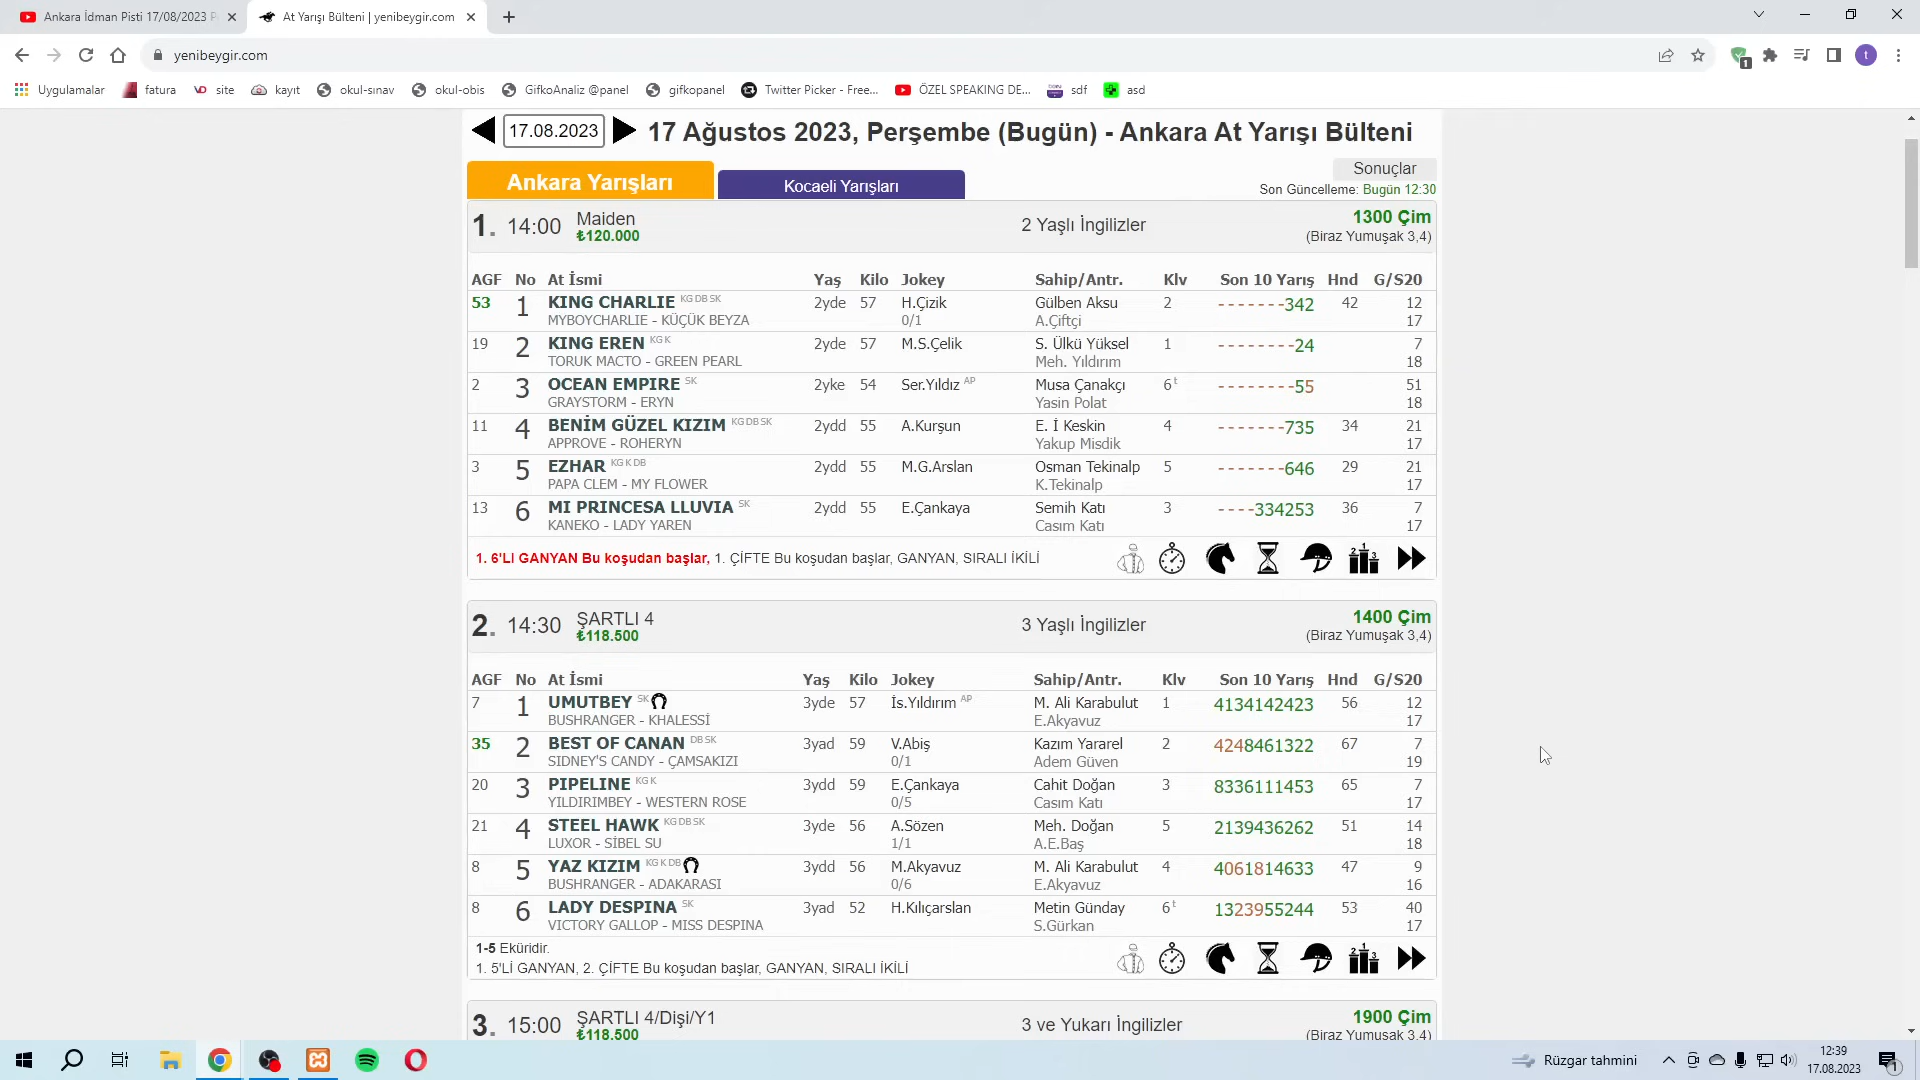 Ankara İdman Pisti 17/08/2023 P
At Yarışı Bülteni | yenibeygir.com
yenibeygir.com
1
t
Uygulamalar
fatura
site
kayıt
okul-sınav
okul-obis
GifkoAnaliz @panel
gifkopanel
Twitter Picker - Free...
ÖZEL SPEAKING DE...
sdf
asd
17.08.2023
17 Ağustos 2023, Perşembe (Bugün) - Ankara At Yarışı Bülteni
Ankara Yarışları
Kocaeli Yarışları
Sonuçlar
Son Güncelleme: Bugün 12:30
1. 14:00 Maiden 2 Yaşlı İngilizler 1300 Çim
₺120.000 (Biraz Yumuşak 3,4)
AGF No At İsmi Yaş Kilo Jokey Sahip/Antr. Klv Son 10 Yarış Hnd G/S20
53 1 KING CHARLIE KG DB SK 2yde 57 H.Çizik Gülben Aksu 2 -------342 42 12
MYBOYCHARLIE - KÜÇÜK BEYZA 0/1 A.Çiftçi 17
19 2 KING EREN KG K 2yde 57 M.S.Çelik S. Ülkü Yüksel 1 --------24 7
TORUK MACTO - GREEN PEARL Meh. Yıldırım 18
2 3 OCEAN EMPIRE SK 2yke 54 Ser.Yıldız AP Musa Çanakçı 6 t --------55 51
GRAYSTORM - ERYN Yasin Polat 18
11 4 BENİM GÜZEL KIZIM KG DB SK 2ydd 55 A.Kurşun E. İ Keskin 4 -------735 34 21
APPROVE - ROHERYN Yakup Misdik 17
3 5 EZHAR KG K DB 2ydd 55 M.G.Arslan Osman Tekinalp 5 -------646 29 21
PAPA CLEM - MY FLOWER K.Tekinalp 17
13 6 MI PRINCESA LLUVIA SK 2ydd 55 E.Çankaya Semih Katı 3 ----334253 36 7
KANEKO - LADY YAREN Casım Katı 17
1. 6'LI GANYAN Bu koşudan başlar, 1. ÇİFTE Bu koşudan başlar, GANYAN, SIRALI İKİLİ
2. 14:30 ŞARTLI 4 3 Yaşlı İngilizler 1400 Çim
₺118.500 (Biraz Yumuşak 3,4)
AGF No At İsmi Yaş Kilo Jokey Sahip/Antr. Klv Son 10 Yarış Hnd G/S20
7 1 UMUTBEY SK 3yde 57 İs.Yıldırım AP M. Ali Karabulut 1 4134142423 56 12
BUSHRANGER - KHALESSİ E.Akyavuz 17
35 2 BEST OF CANAN DB SK 3yad 59 V.Abiş Kazım Yararel 2 4248461322 67 7
SIDNEY'S CANDY - ÇAMSAKIZI 0/1 Adem Güven 19
20 3 PIPELINE KG K 3ydd 59 E.Çankaya Cahit Doğan 3 8336111453 65 7
YILDIRIMBEY - WESTERN ROSE 0/5 Casım Katı 17
21 4 STEEL HAWK KG DB SK 3yde 56 A.Sözen Meh. Doğan 5 2139436262 51 14
LUXOR - SİBEL SU 1/1 A.E.Baş 18
8 5 YAZ KIZIM KG K DB 3ydd 56 M.Akyavuz M. Ali Karabulut 4 4061814633 47 9
BUSHRANGER - ADAKARASI 0/6 E.Akyavuz 16
8 6 LADY DESPINA SK 3yad 52 H.Kılıçarslan Metin Günday 6 t 1323955244 53 40
VICTORY GALLOP - MISS DESPINA S.Gürkan 17
1-5 Eküridir.
1. 5'Lİ GANYAN, 2. ÇİFTE Bu koşudan başlar, GANYAN, SIRALI İKİLİ
3. 15:00 ŞARTLI 4/Dişi/Y1 3 ve Yukarı İngilizler 1900 Çim
₺118.500 (Biraz Yumuşak 3,4)
Rüzgar tahmini
12:39
17.08.2023
1